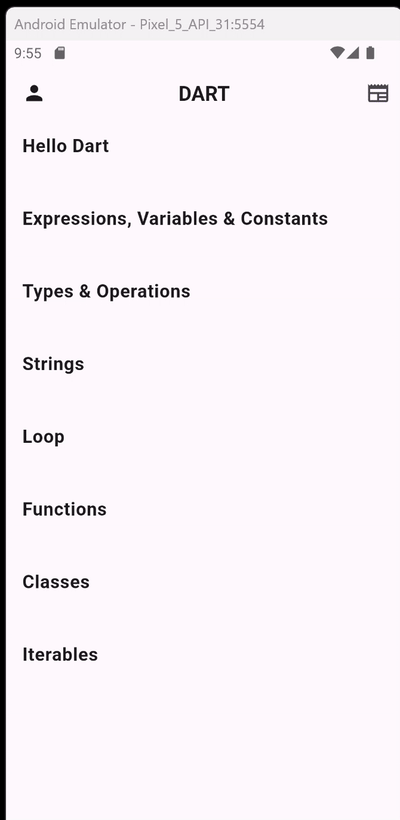 Android Emulator - Pixel_5_API_31:5554
9:55
DART
Hello Dart
Expressions, Variables & Constants
Types & Operations
Strings
Loop
Functions
Classes
Iterables